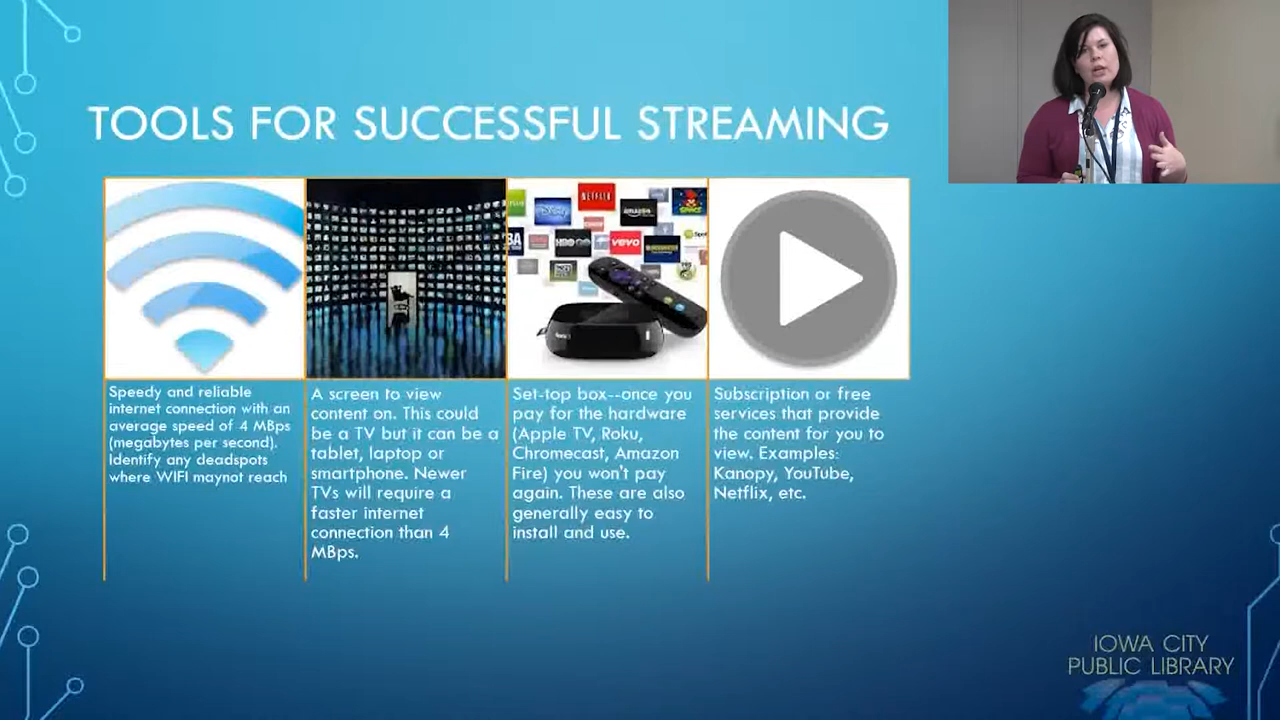 TOOLS FOR SUCCESSFUL STREAMING
NETFLIX
Disney
amazon
SPACE
HBO GO
vevo
Speedy and reliable
internet connection with an
average speed of 4 MBps
(megabytes per second).
Identify any deadspots
where WIFI maynot reach
A screen to view
content on. This could
be a TV but it can be a
tablet, laptop or
smartphone. Newer
TVs will require a
faster internet
connection than 4
MBps.
Set-top box--once you
pay for the hardware
(Apple TV, Roku,
Chromecast, Amazon
Fire) you won't pay
again. These are also
generally easy to
install and use.
Subscription or free
services that provide
the content for you to
view. Examples:
Kanopy, YouTube,
Netflix, etc.
IOWA CITY
PUBLIC LIBRARY